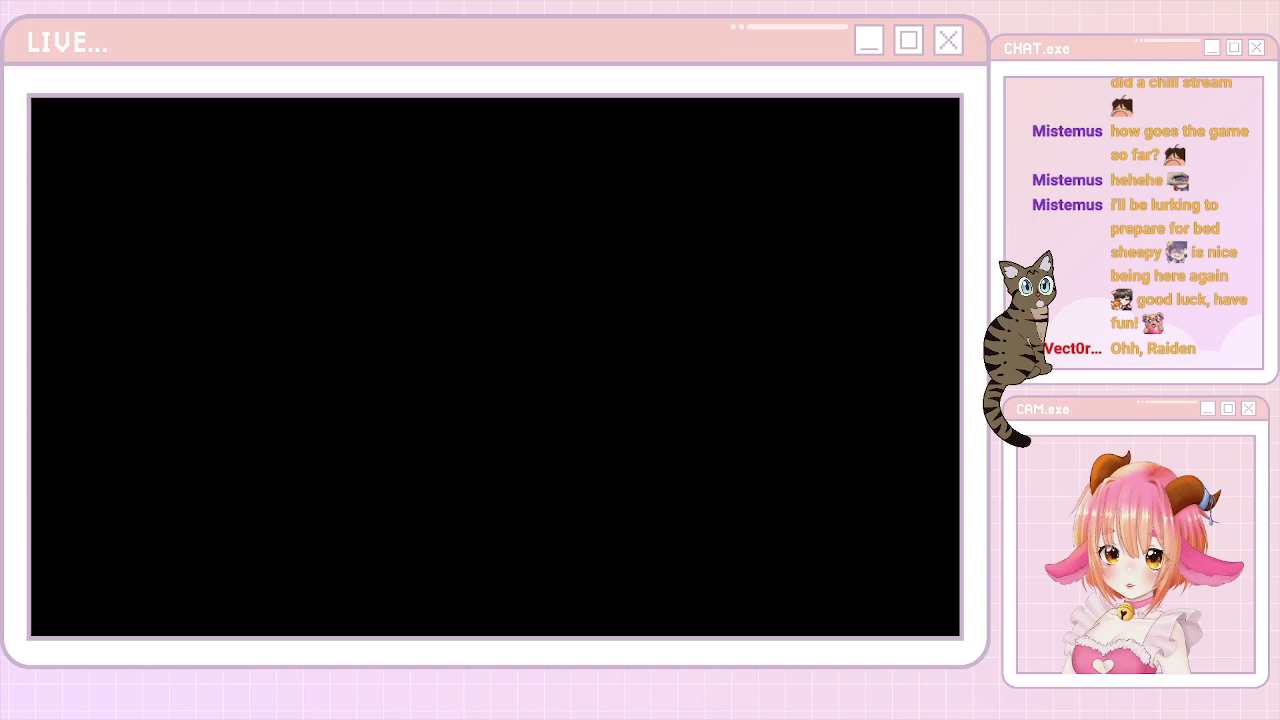 LIVE...
CHAT.exe
did a chill stream
Mistemus how goes the game
so far?
Mistemus hehehe
Mistemus i'll be lurking to
prepare for bed
sheepy is nice
being here again
good luck, have
fun!
Vect0r... Ohh, Raiden
CAM.exe